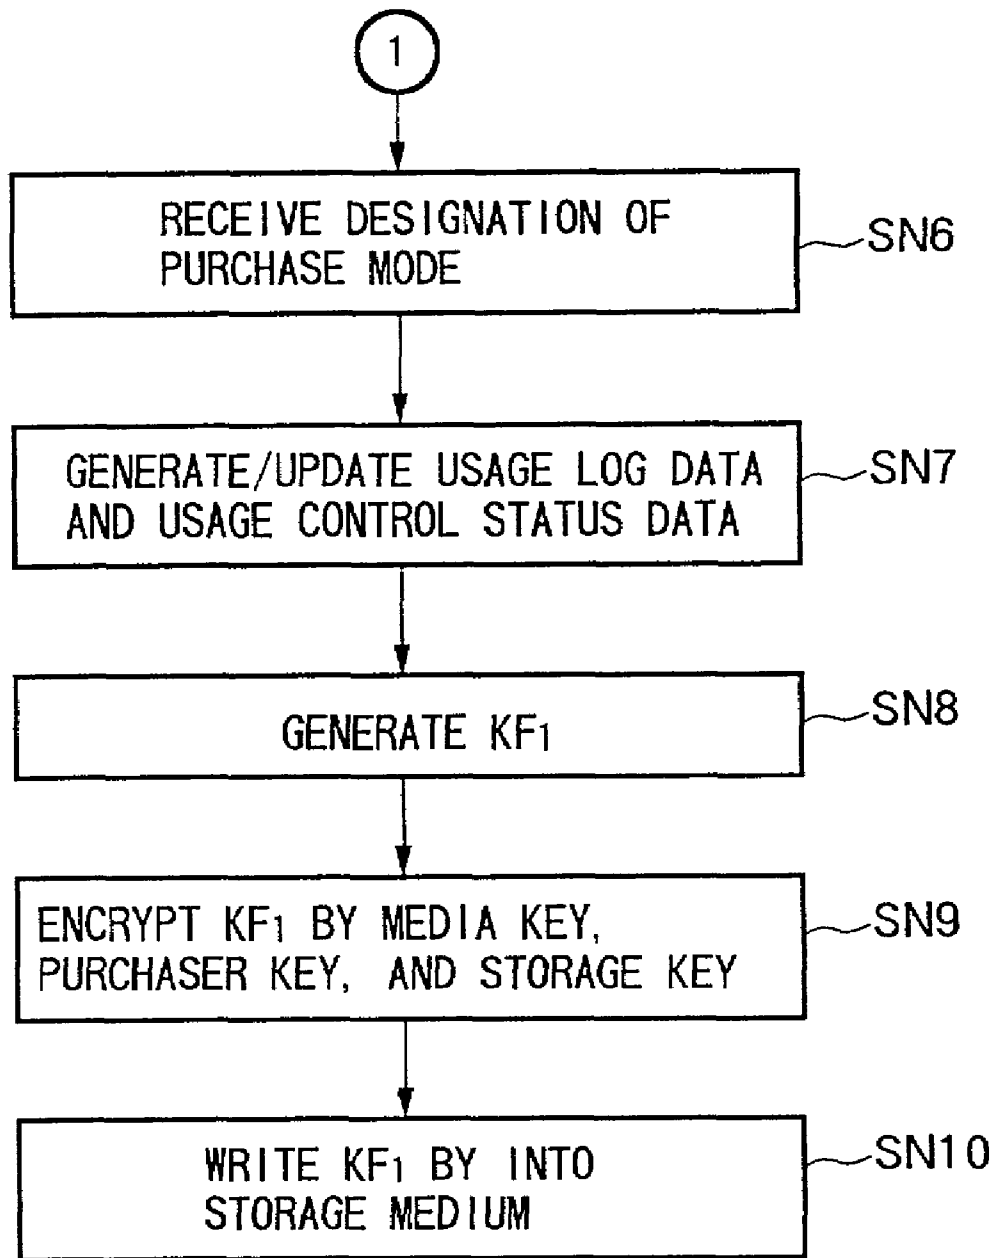 1
RECEIVE DESIGNATION OF
PURCHASE MODE
SN6
GENERATE/UPDATE USAGE LOG DATA
AND USAGE CONTROL STATUS DATA
SN7
GENERATE KF1
SN8
ENCRYPT KF1 BY MEDIA KEY,
PURCHASER KEY, AND STORAGE KEY
SN9
WRITE KF1 BY INTO
STORAGE MEDIUM
SN10